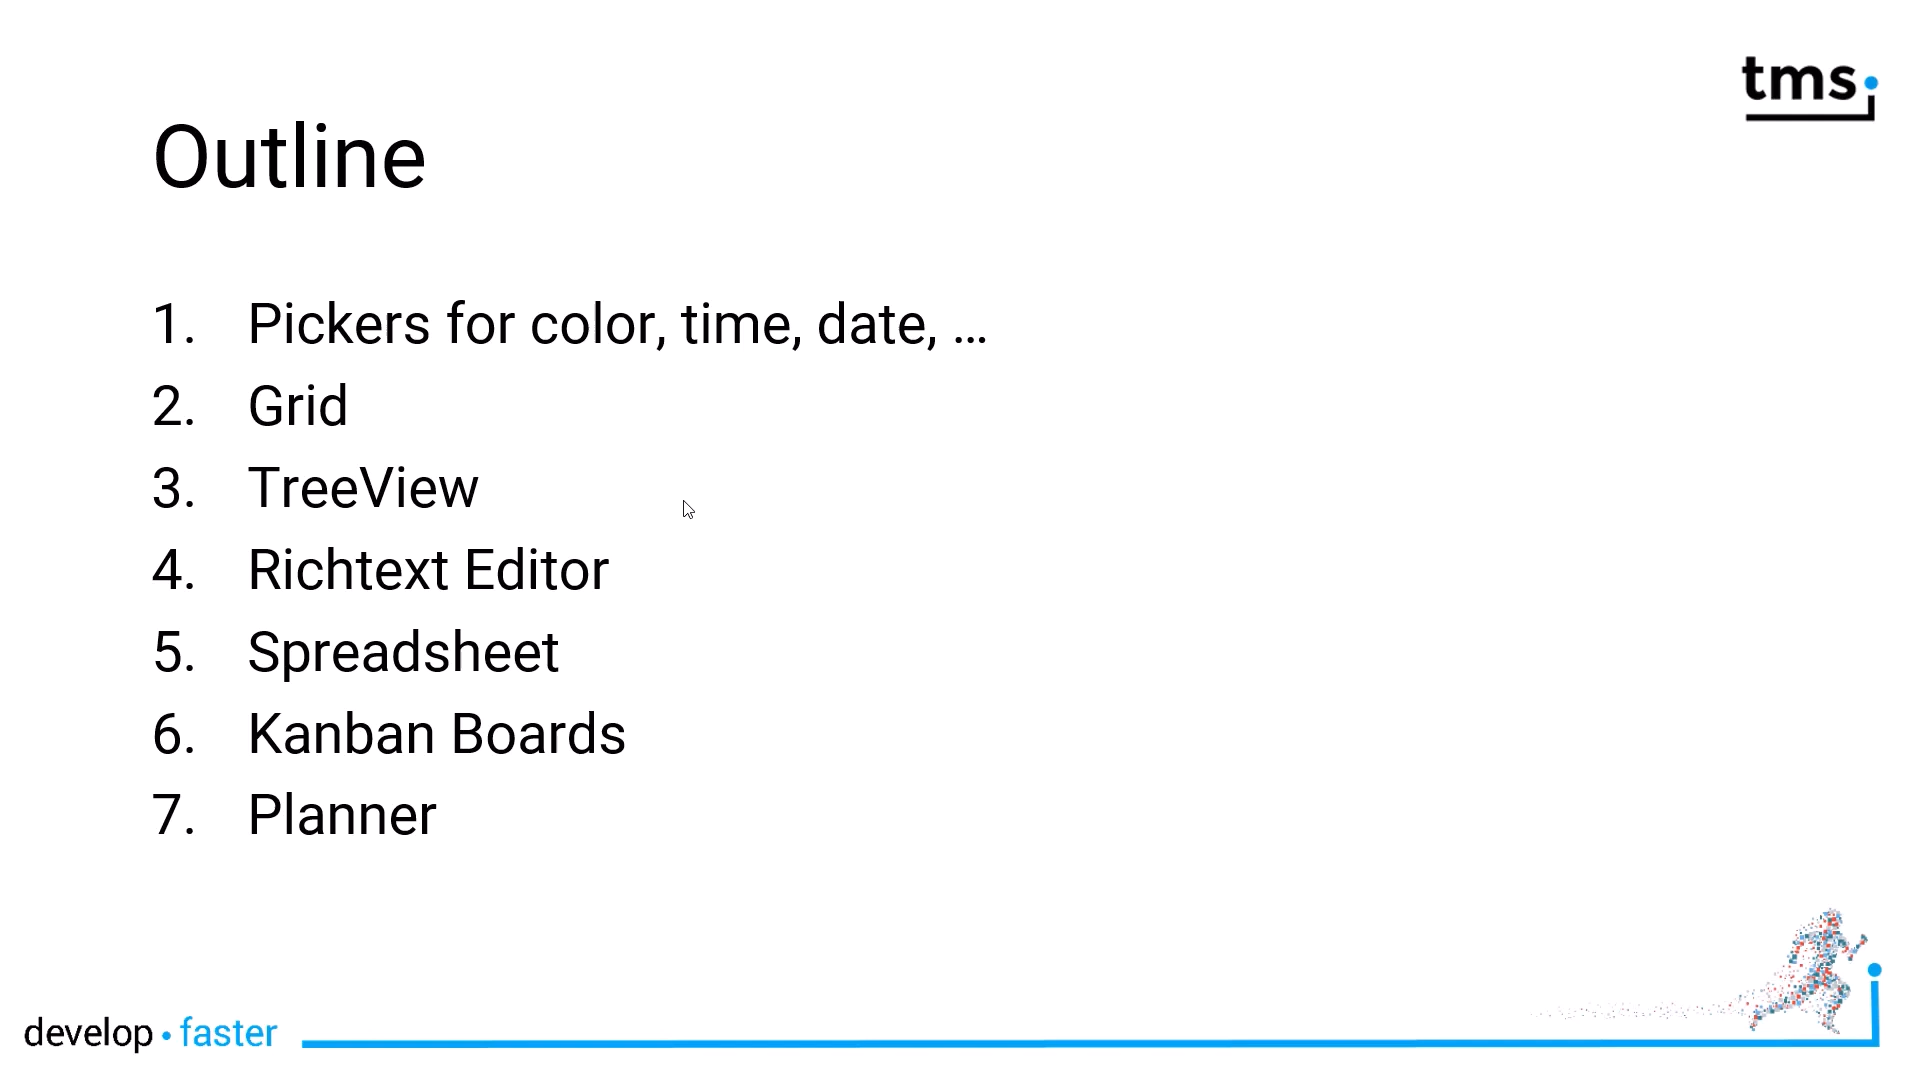 tms
Outline
1. Pickers for color, time, date, ...
2. Grid
3. TreeView
4. Richtext Editor
5. Spreadsheet
6. Kanban Boards
7. Planner
develop • faster